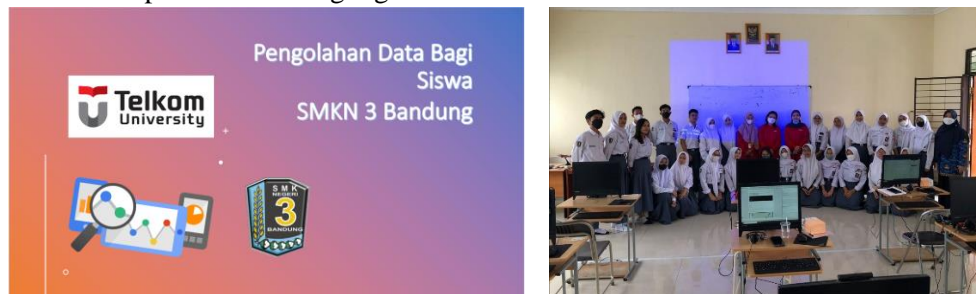 Pengolahan Data Bagi
Siswa
SMKN 3 Bandung
Telkom
University
SMK
NEGERI
3
BANDUNG